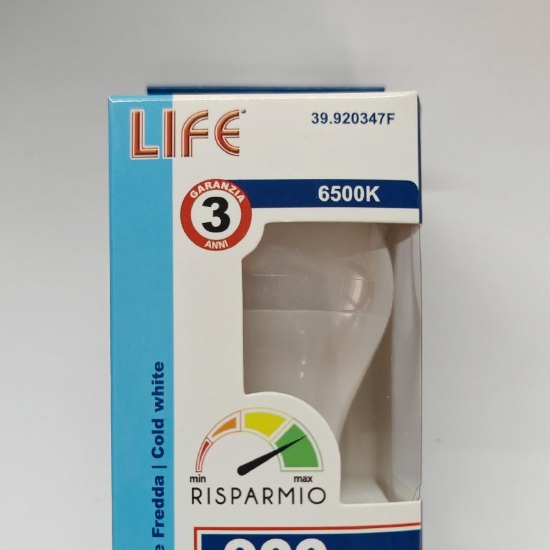 LIFE
39.920347F
GARANZIA
3
ANNI
6500K
Fredda | Cold white
min
max
RISPARMIO